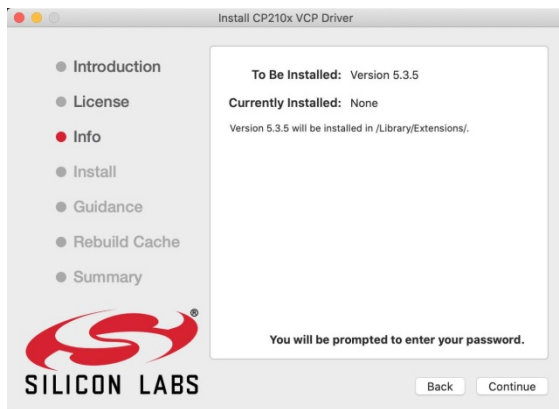 Install CP210x VCP Driver
Introduction
License
Info
Install
Guidance
Rebuild Cache
Summary
To Be Installed: Version 5.3.5
Currently Installed: None
Version 5.3.5 will be installed in /Library/Extensions/.
You will be prompted to enter your password.
®
SILICON LABS
Back Continue